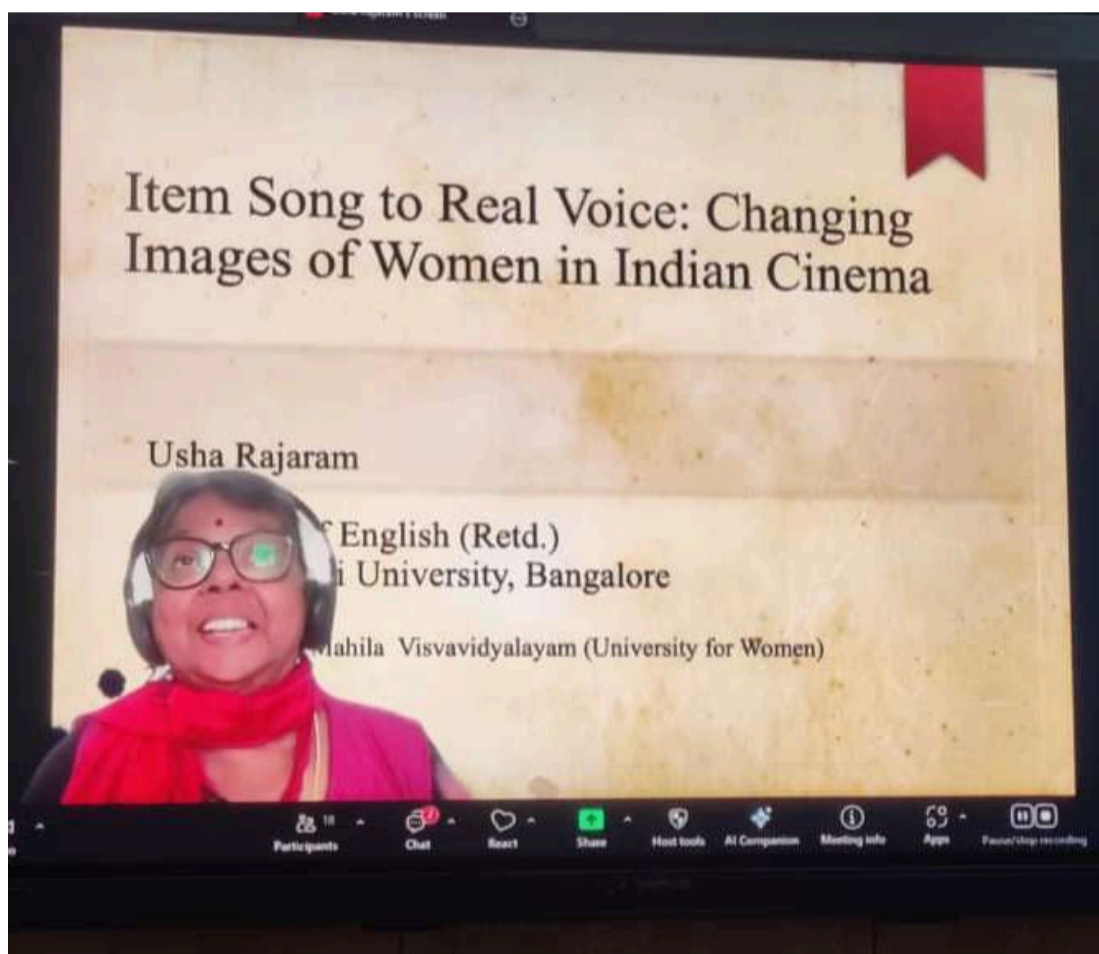 Item Song to Real Voice: Changing
Images of Women in Indian Cinema
Usha Rajaram
English (Retd.)
i University, Bangalore
Mahila Visvavidyalayam (University for Women)
18
Participants
Chat
React
Share
Host tools
AI Companion
Meeting info
Apps
Pause/stop recording